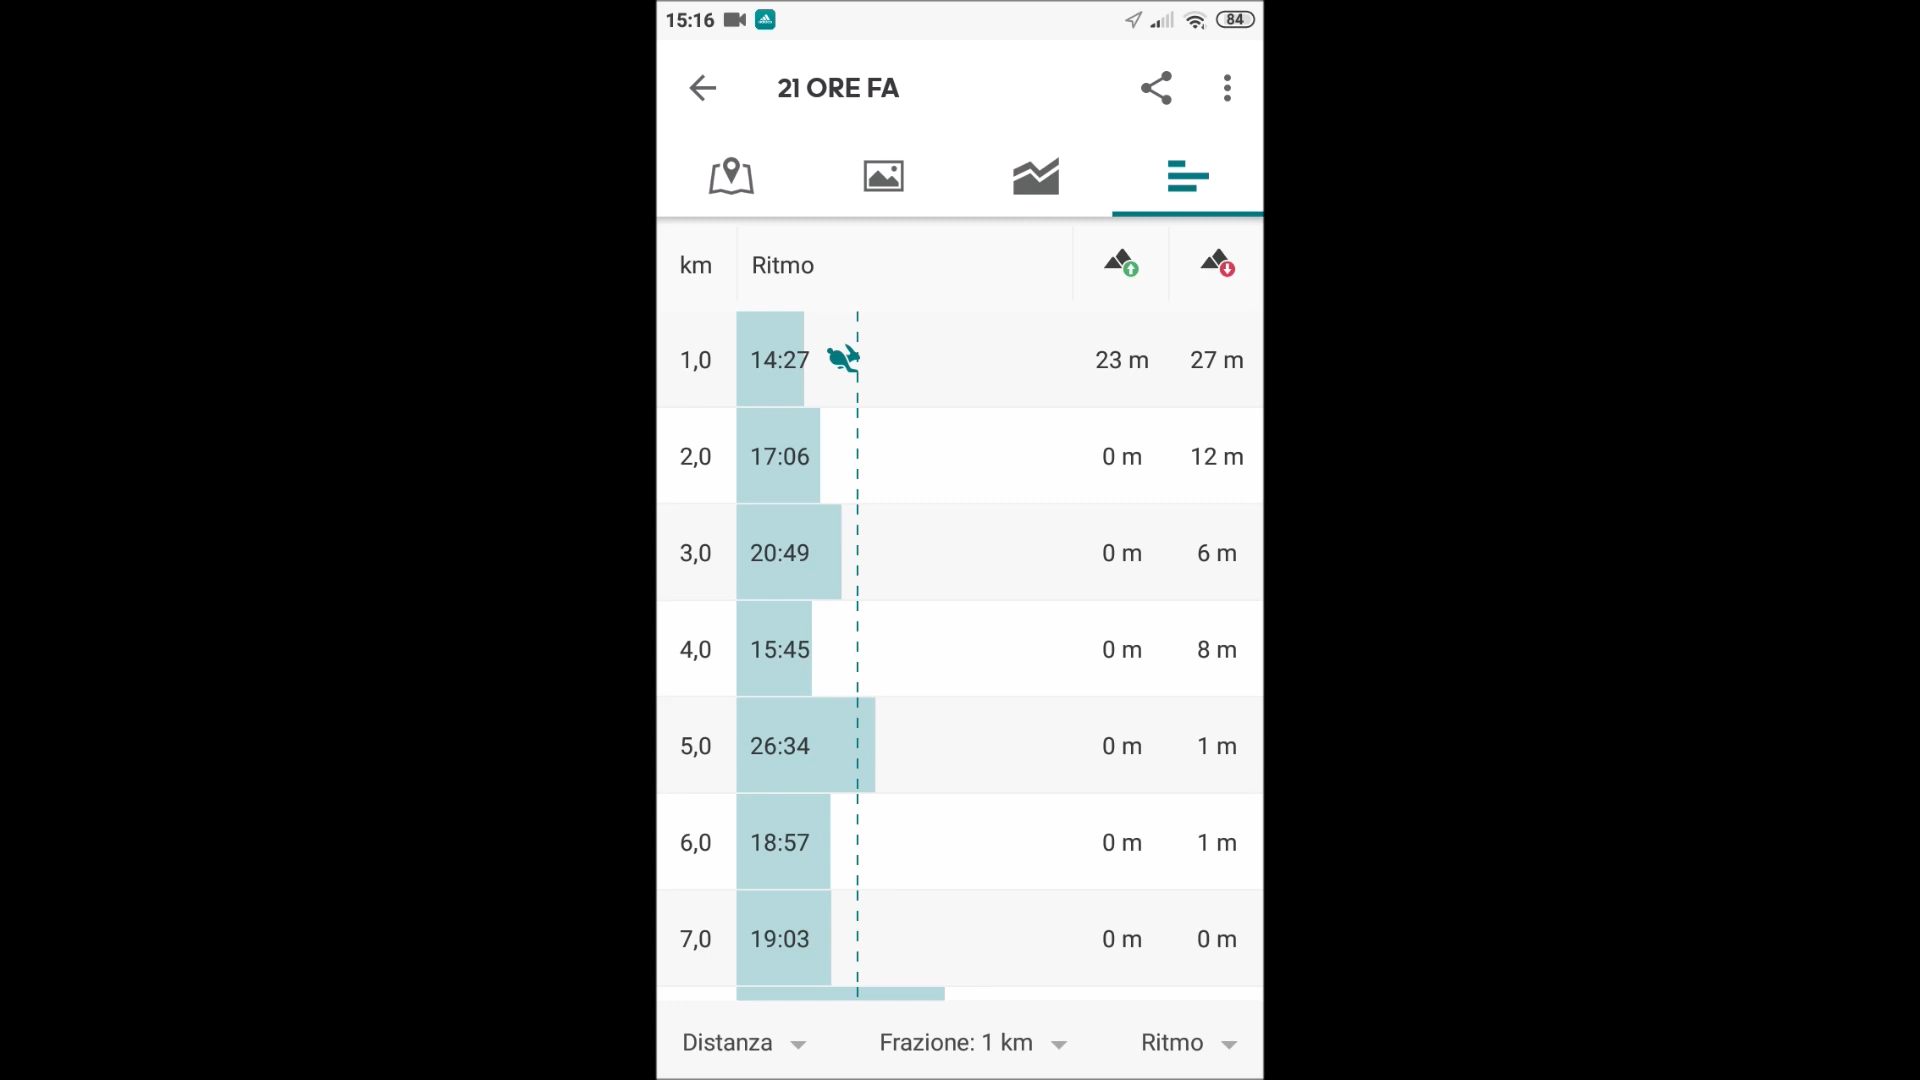 15:16 84
21 ORE FA
km Ritmo
1,0 14:27 23 m 27 m
2,0 17:06 0 m 12 m
3,0 20:49 0 m 6 m
4,0 15:45 0 m 8 m
5,0 26:34 0 m 1 m
6,0 18:57 0 m 1 m
7,0 19:03 0 m 0 m
Distanza Frazione: 1 km Ritmo